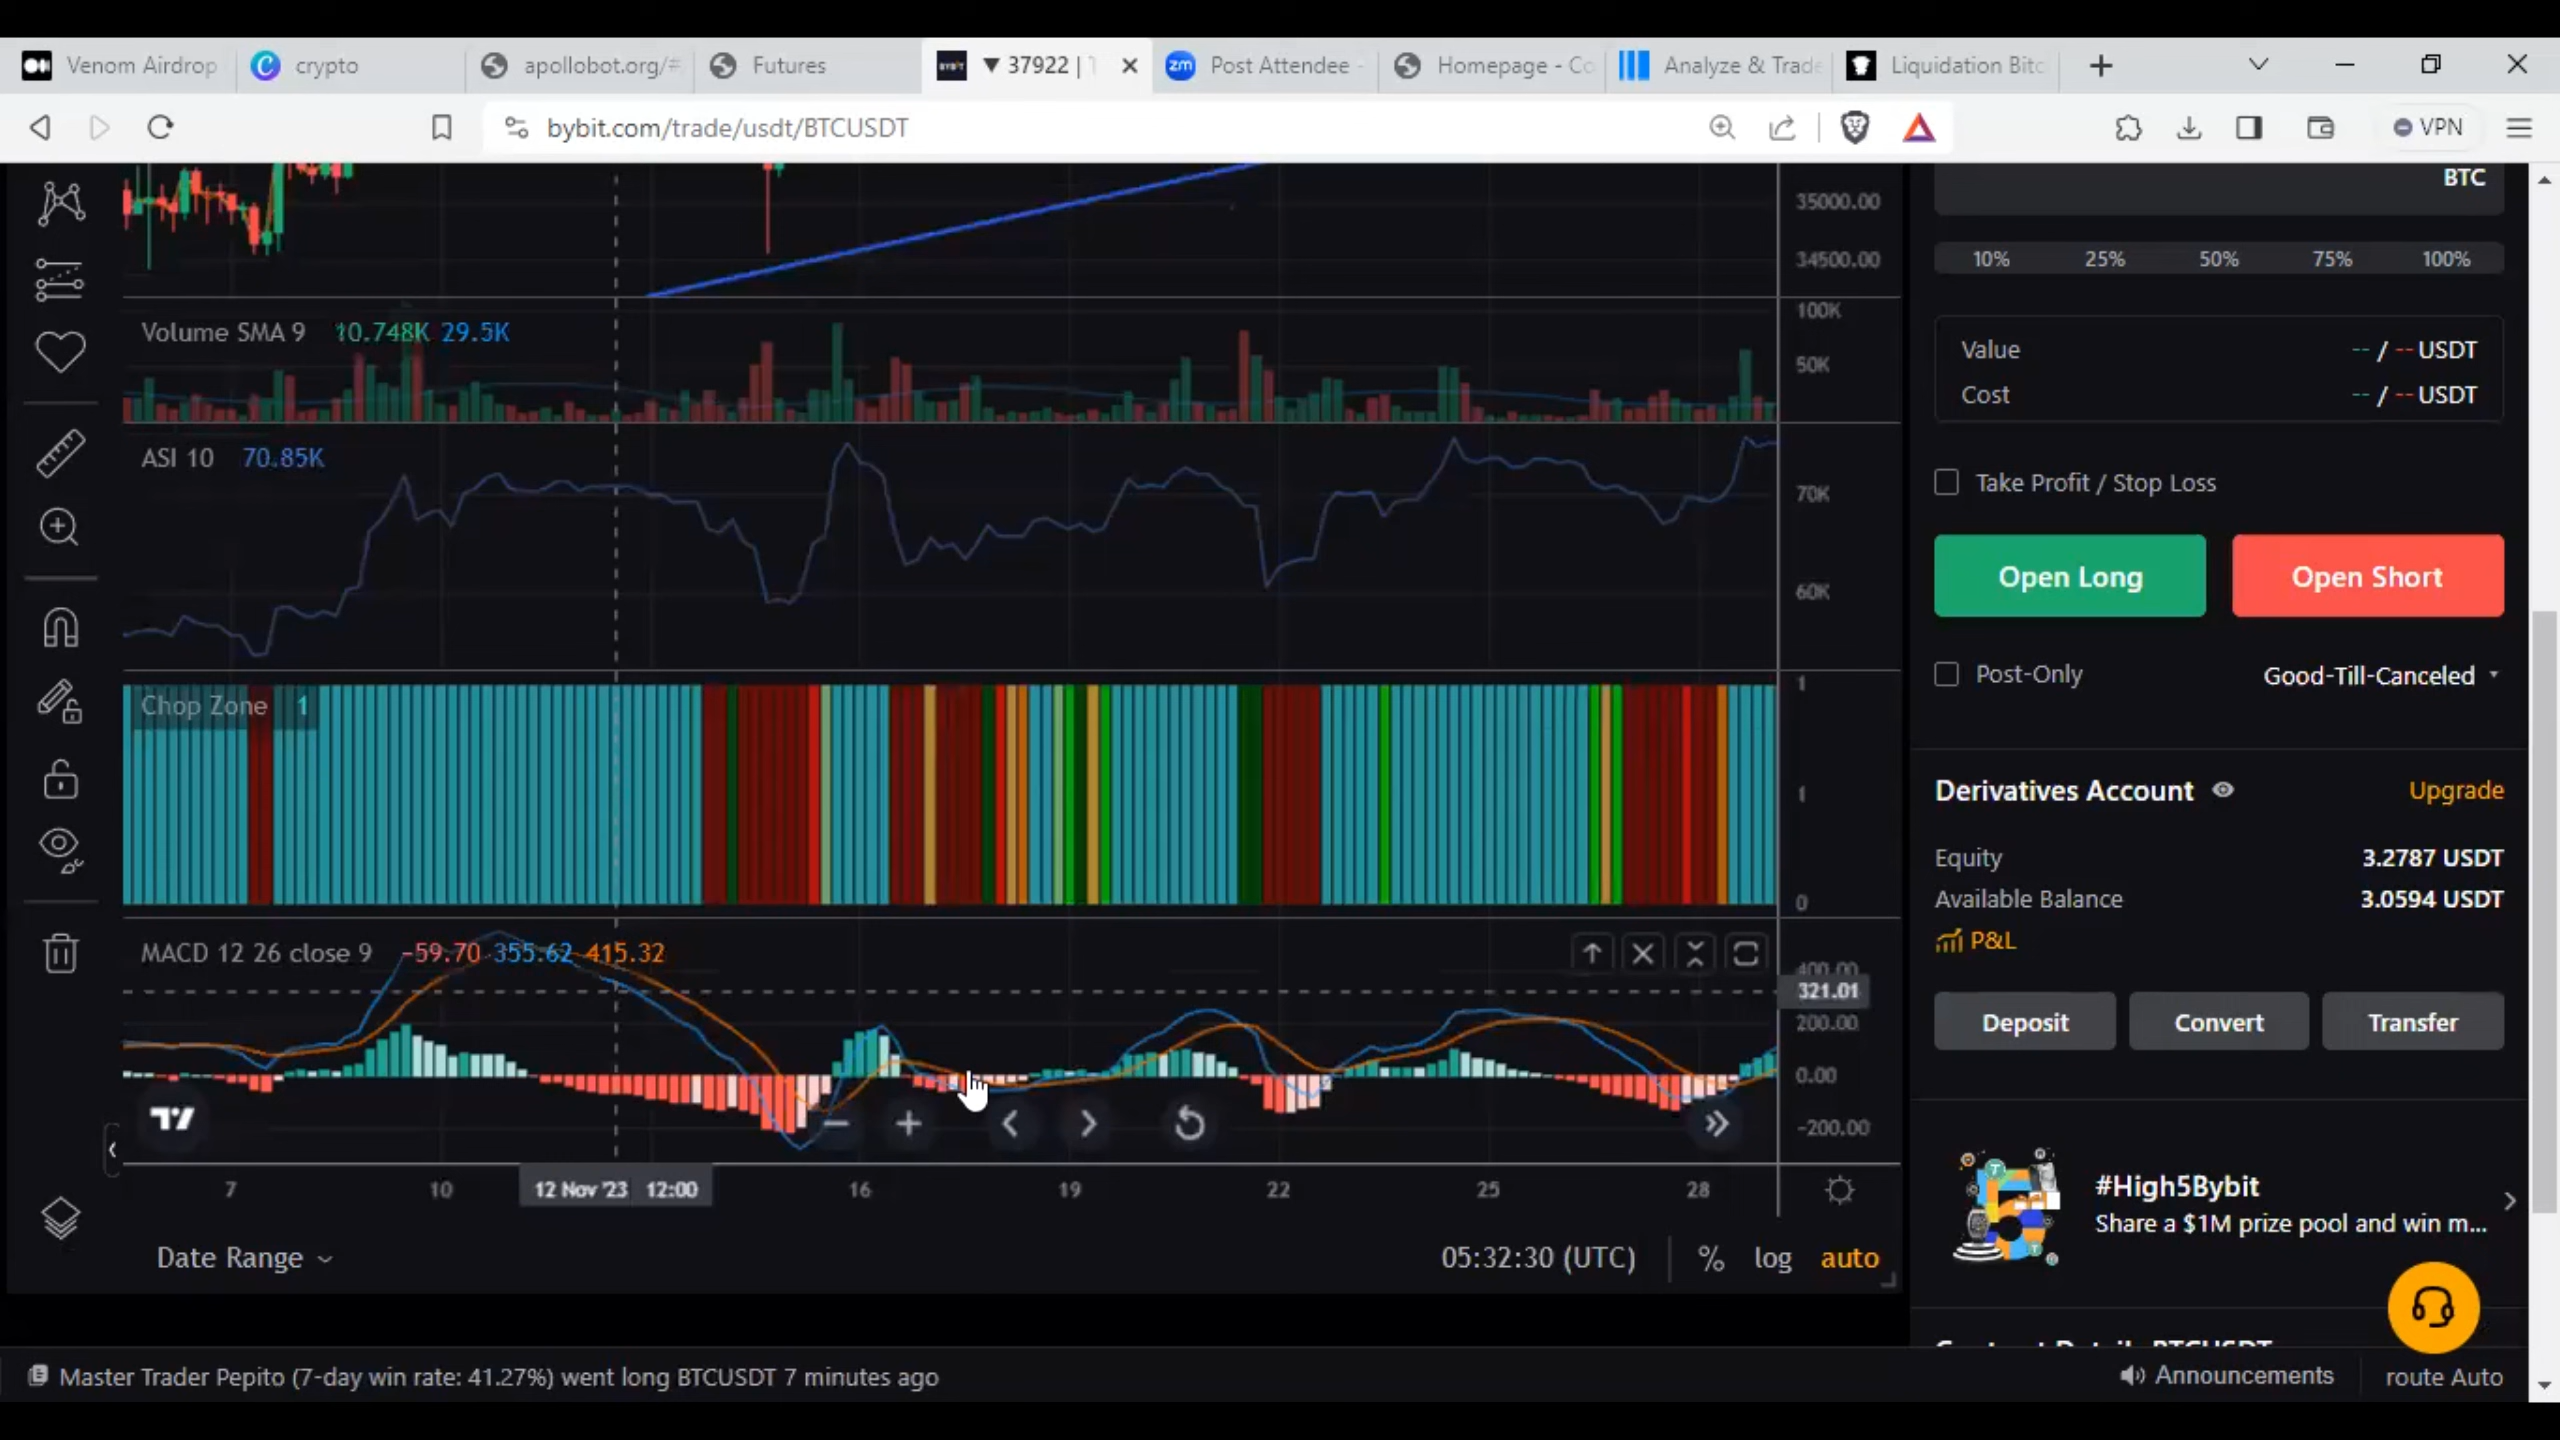 Venom Airdrop
crypto
apollobot.org/#
Futures
▼ 37922 | T
zm Post Attendee -
Homepage - Co
Analyze & Trade
Liquidation Bitc
bybit.com/trade/usdt/BTCUSDT
VPN
35000.00
34500.00
Volume SMA 9 10.748K 29.5K
100K
50K
ASI 10 70.85K
70K
60K
Chop Zone 1
1
1
0
MACD 12 26 close 9 -59.70 355.62 415.32
400.00
321.01
200.00
0.00
-200.00
7 10 12 Nov '23 12:00 16 19 22 25 28
Date Range
05:32:30 (UTC) % log auto
BTC
10% 25% 50% 75% 100%
Value -- / -- USDT
Cost -- / -- USDT
Take Profit / Stop Loss
Open Long Open Short
Post-Only Good-Till-Canceled
Derivatives Account Upgrade
Equity 3.2787 USDT
Available Balance 3.0594 USDT
P&L
Deposit Convert Transfer
#High5Bybit
Share a $1M prize pool and win m...
Contract Details BTCUSDT
Master Trader Pepito (7-day win rate: 41.27%) went long BTCUSDT 7 minutes ago
Announcements route Auto